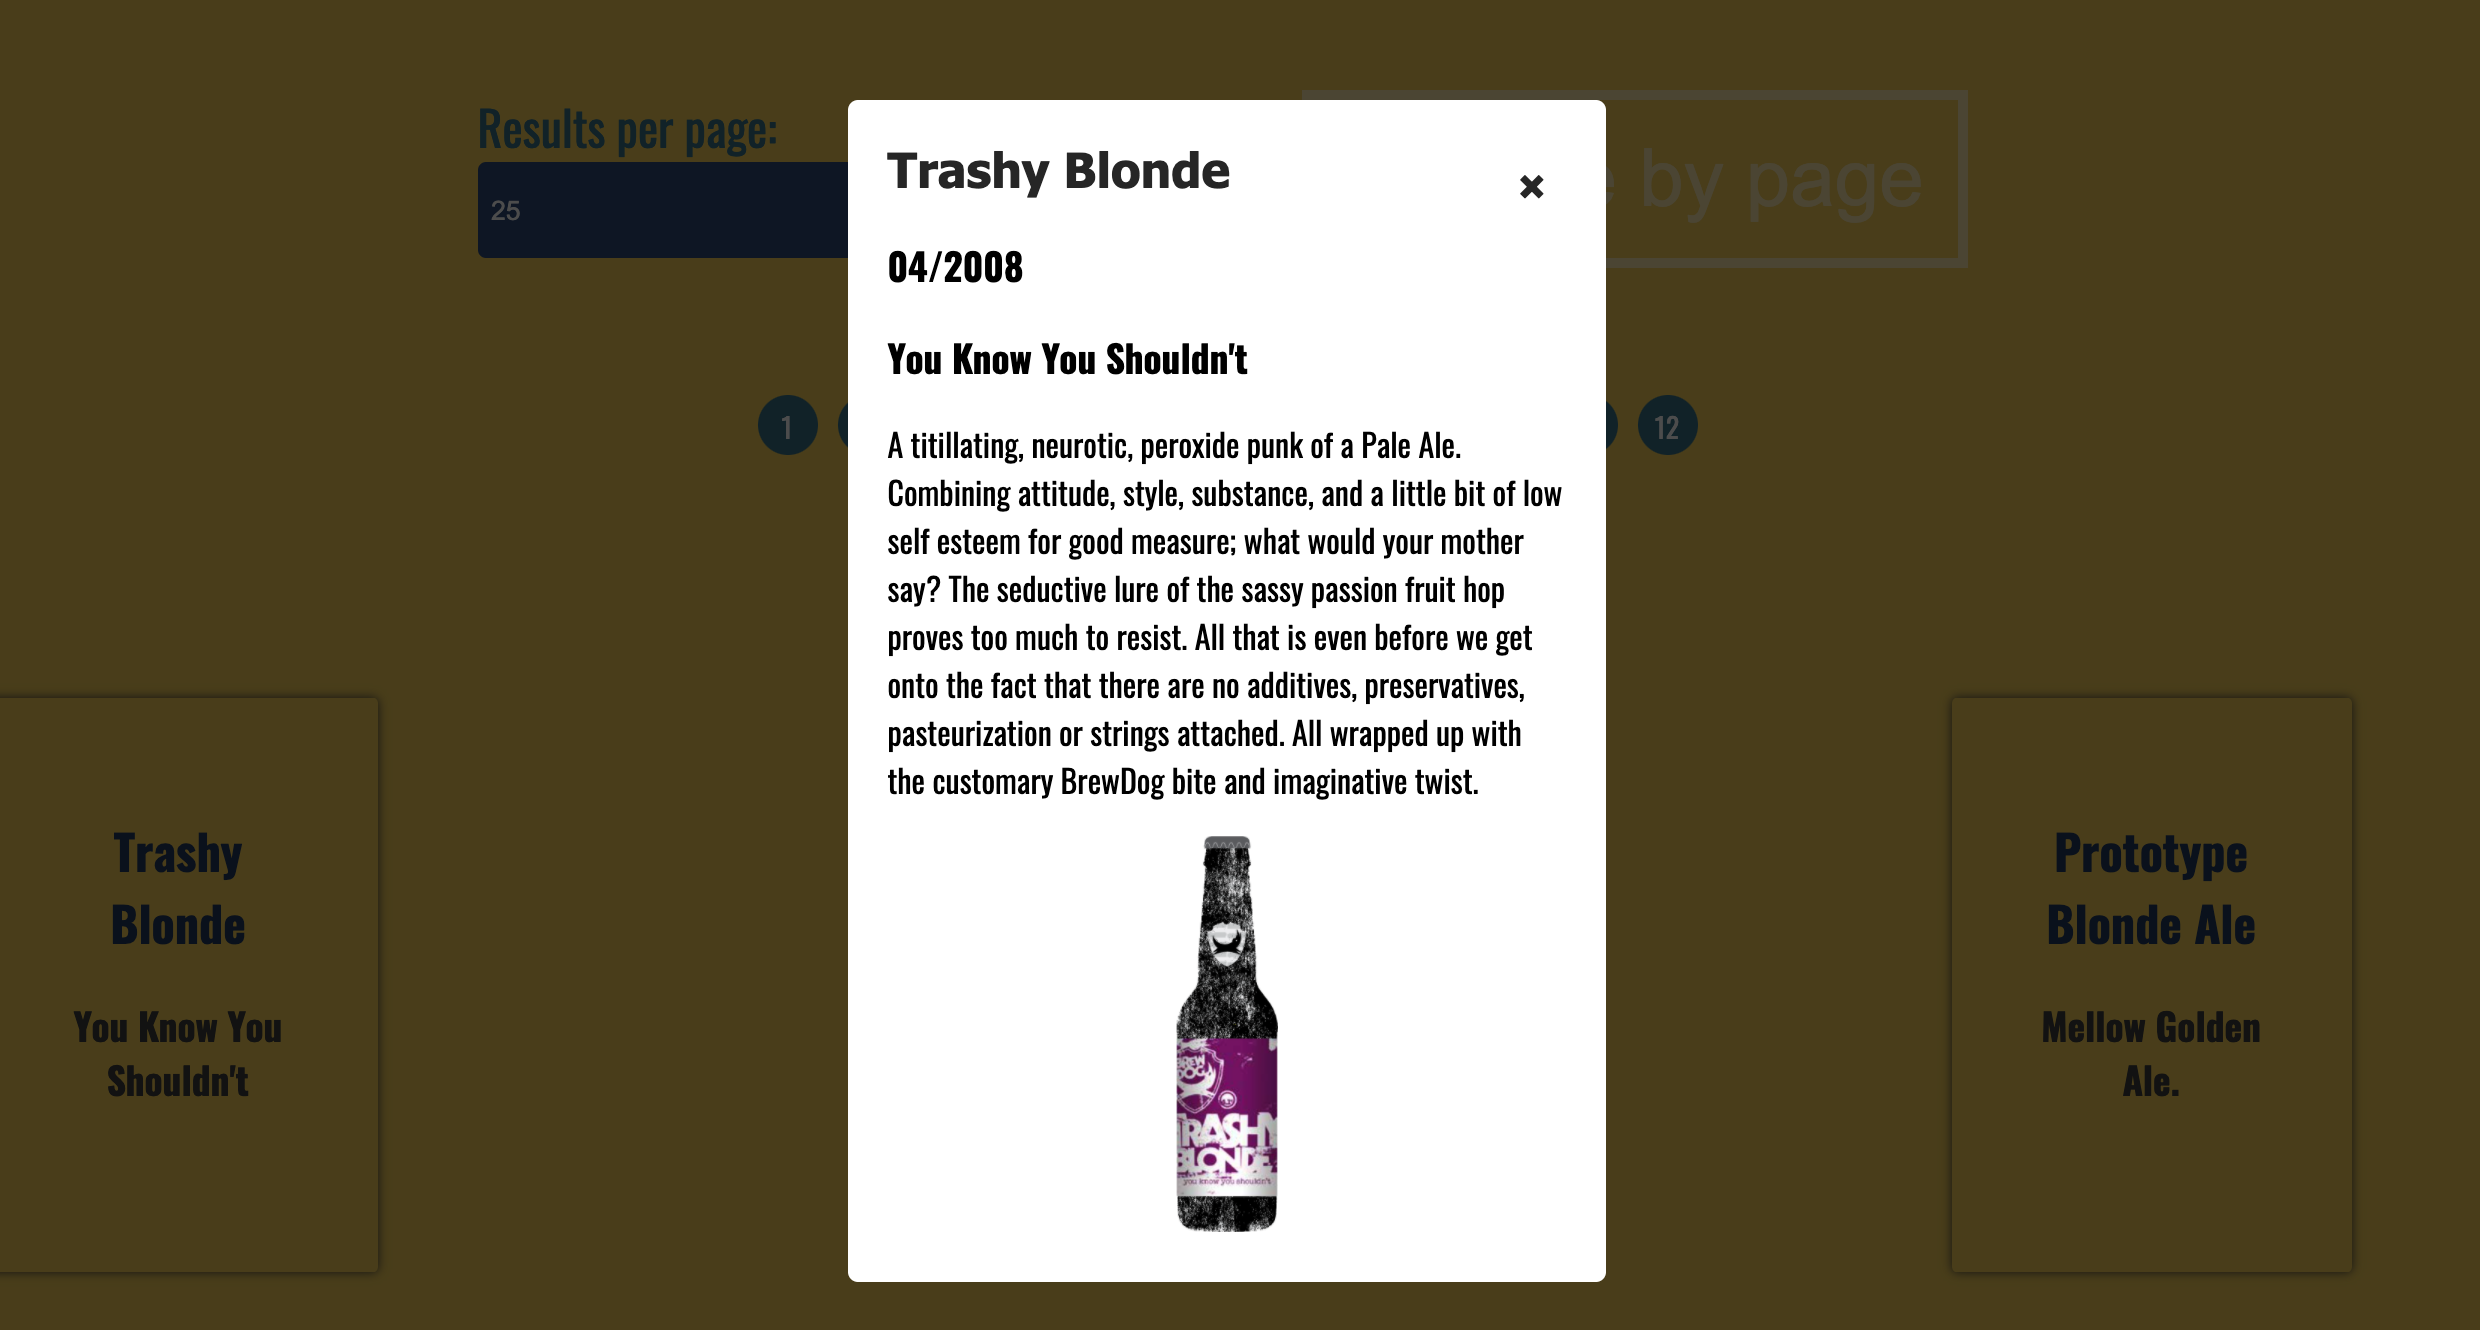 Results per page:
25
by page
1
12
Trashy Blonde
04/2008
You Know You Shouldn't
A titillating, neurotic, peroxide punk of a Pale Ale.
Combining attitude, style, substance, and a little bit of low
self esteem for good measure; what would your mother
say? The seductive lure of the sassy passion fruit hop
proves too much to resist. All that is even before we get
onto the fact that there are no additives, preservatives,
pasteurization or strings attached. All wrapped up with
the customary BrewDog bite and imaginative twist.
BREW
DOG
TRASHY
BLONDE
you know you shouldn't
Trashy
Blonde
You Know You
Shouldn't
Prototype
Blonde Ale
Mellow Golden
Ale.